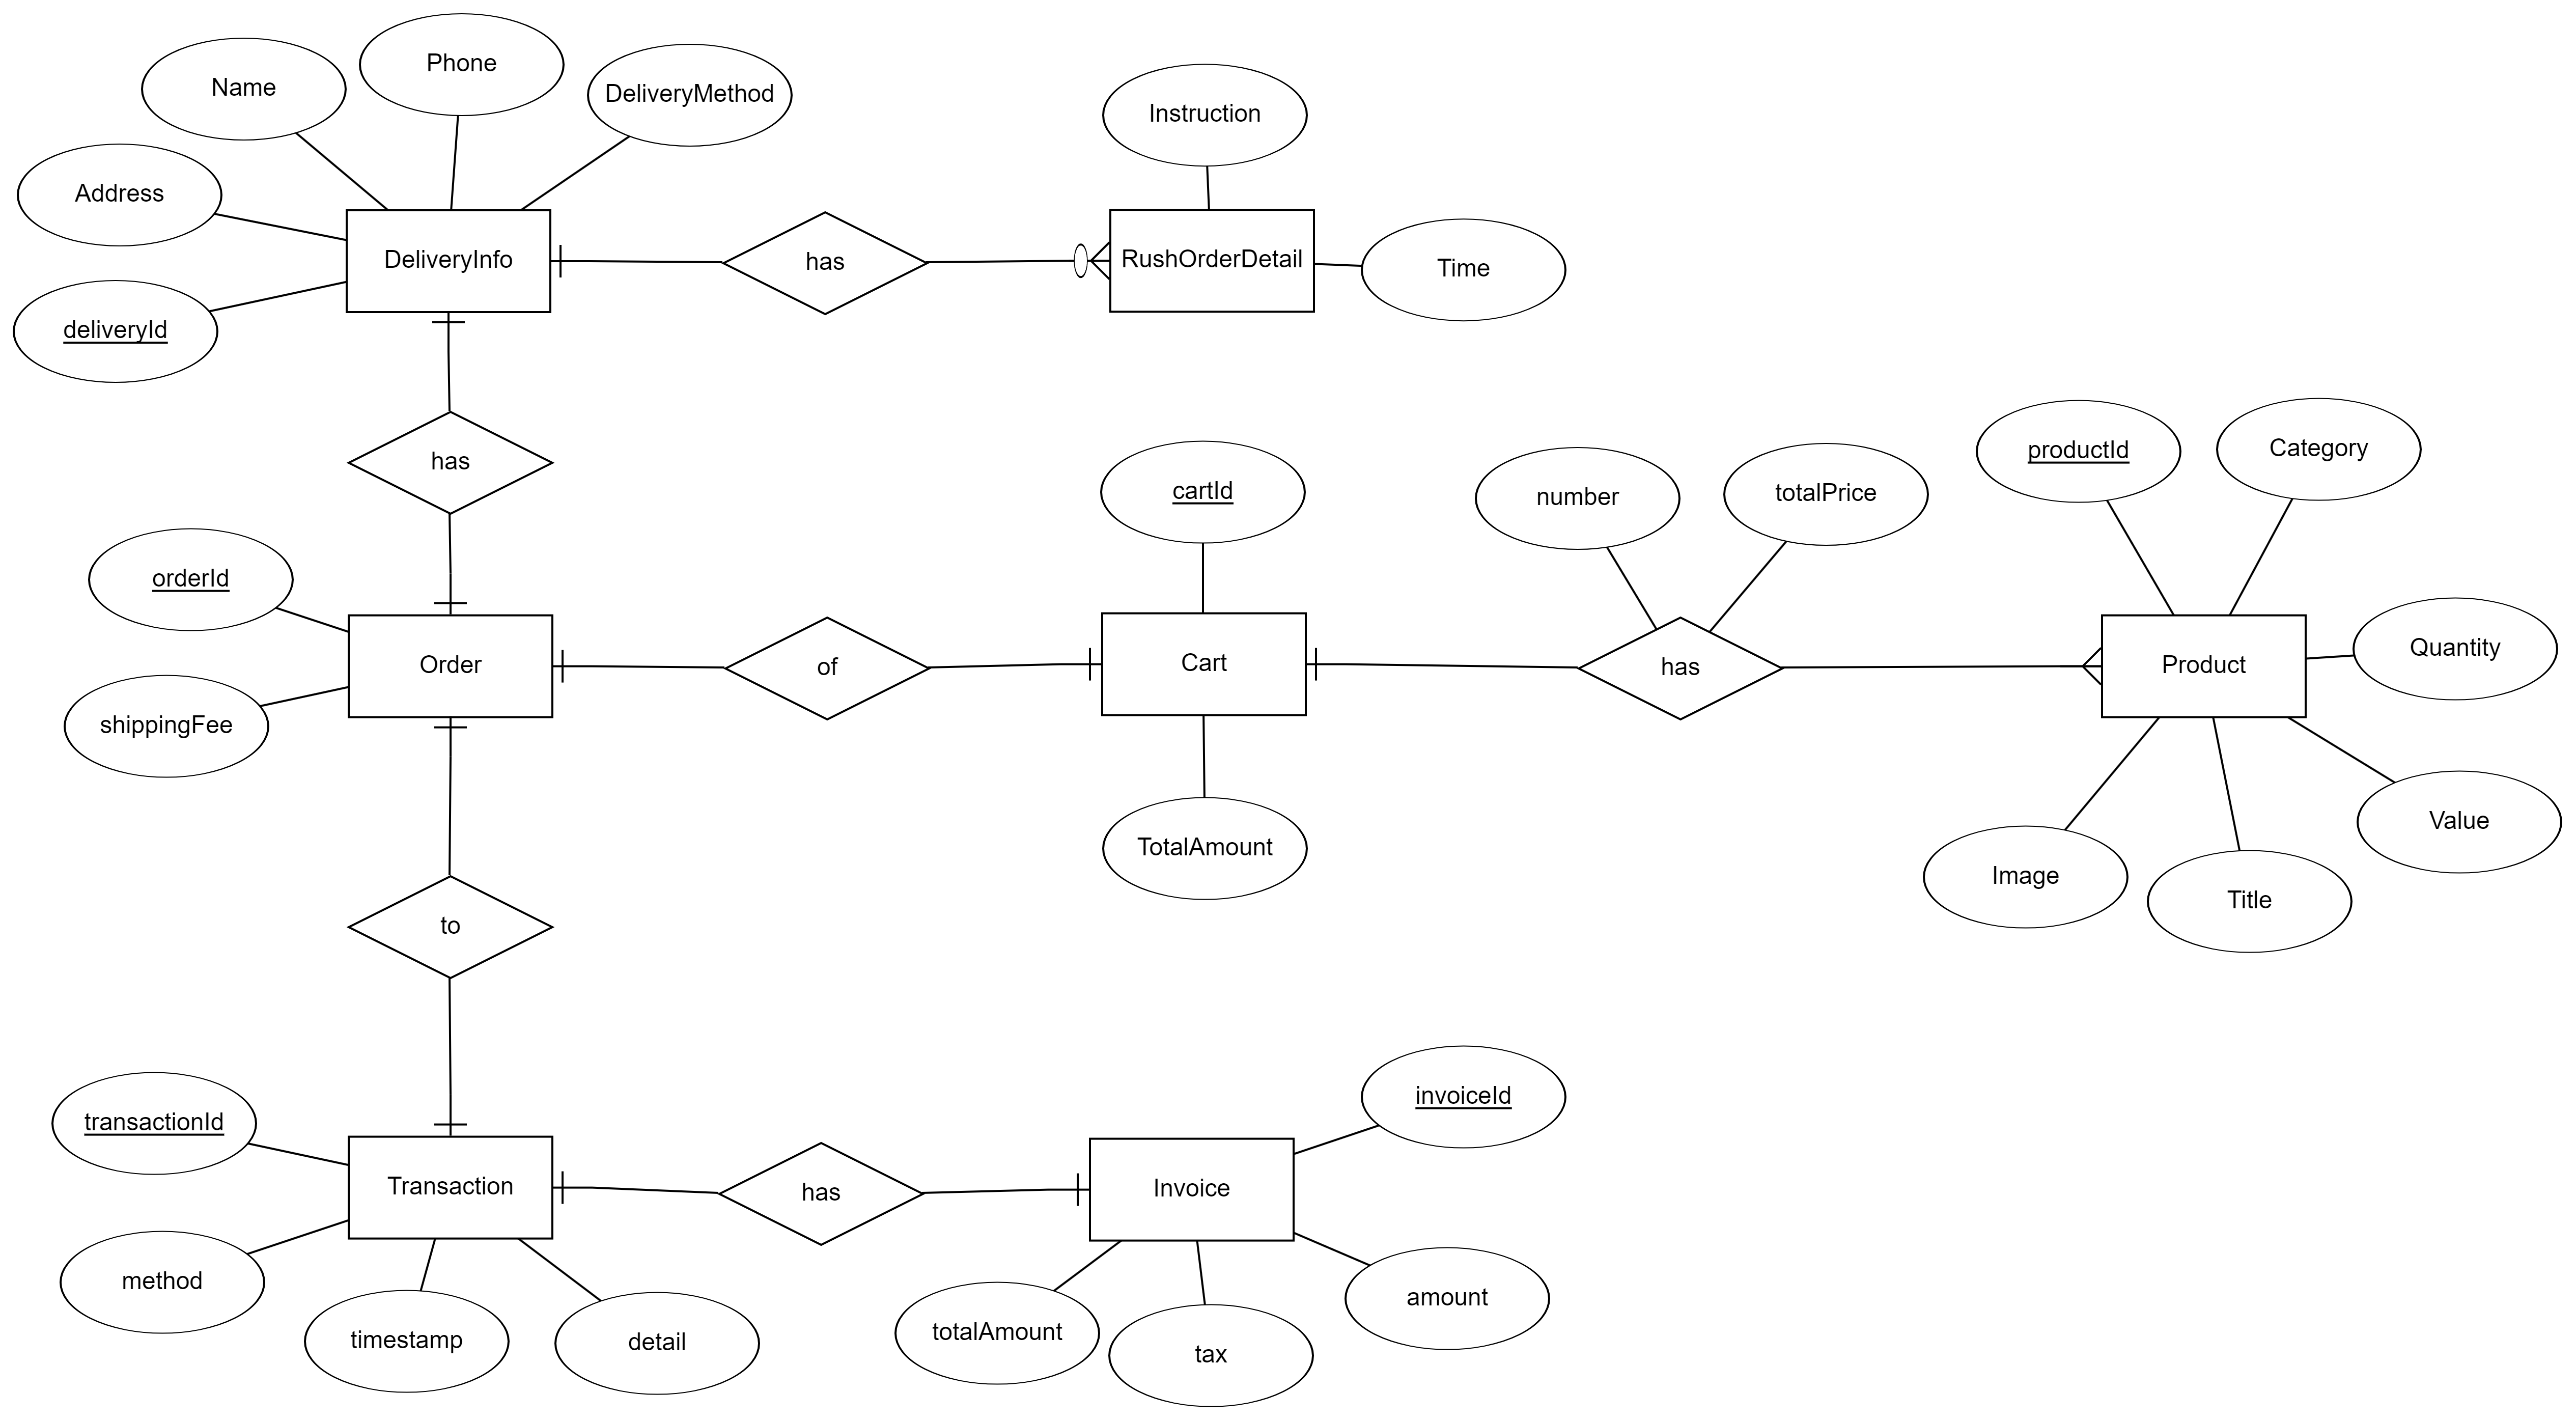 Phone
Name
DeliveryMethod
Instruction
Address
DeliveryInfo
has
RushOrderDetail
Time
deliveryId
has
cartId
number
totalPrice
productId
Category
orderId
Order
of
Cart
has
Product
Quantity
shippingFee
TotalAmount
Value
Image
Title
to
transactionId
invoiceId
Transaction
has
Invoice
method
amount
timestamp
detail
totalAmount
tax